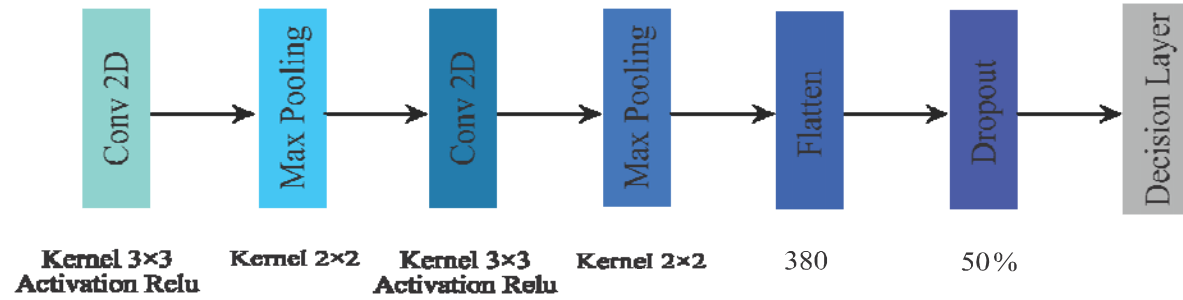 Conv 2D
Max Pooling
Conv 2D
Max Pooling
Flatten
Dropout
Decision Layer
Kernel 3×3
Activation Relu
Kernel 2×2
Kernel 3×3
Activation Relu
Kernel 2×2
380
50%